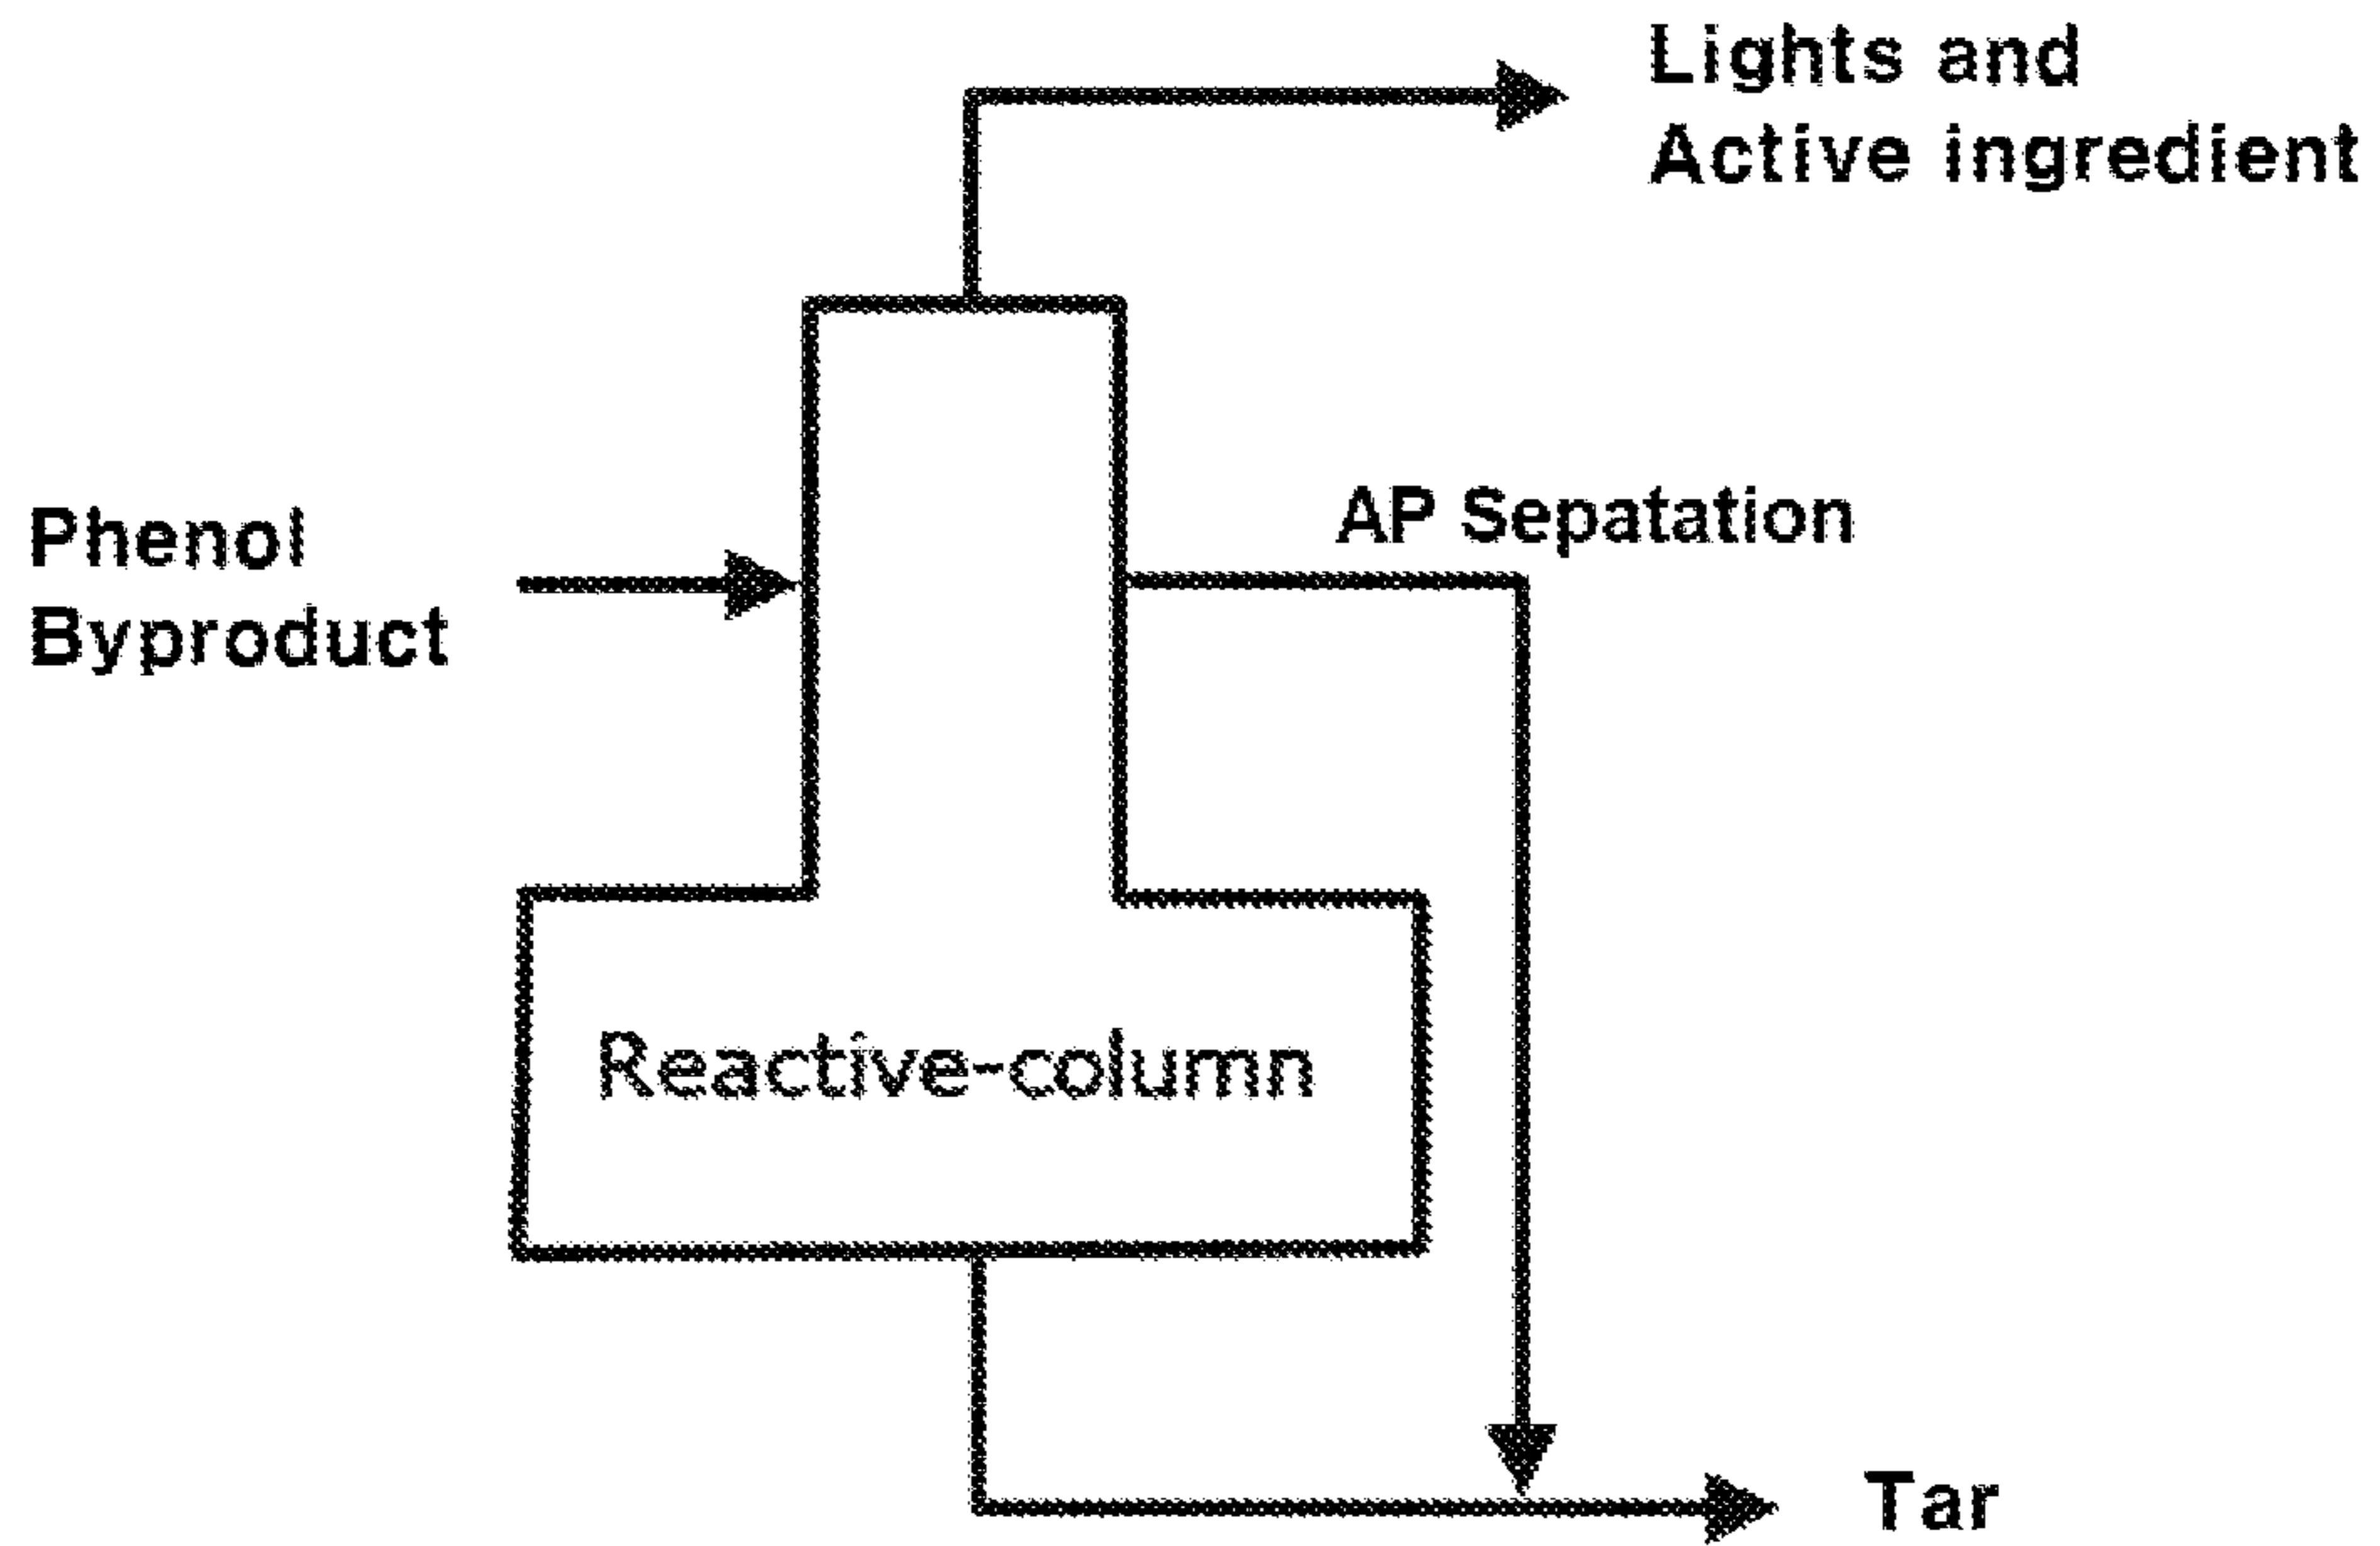 Lights and
Active ingredient
AP Sepatation
Phenol
Byproduct
Reactive-column
Tar